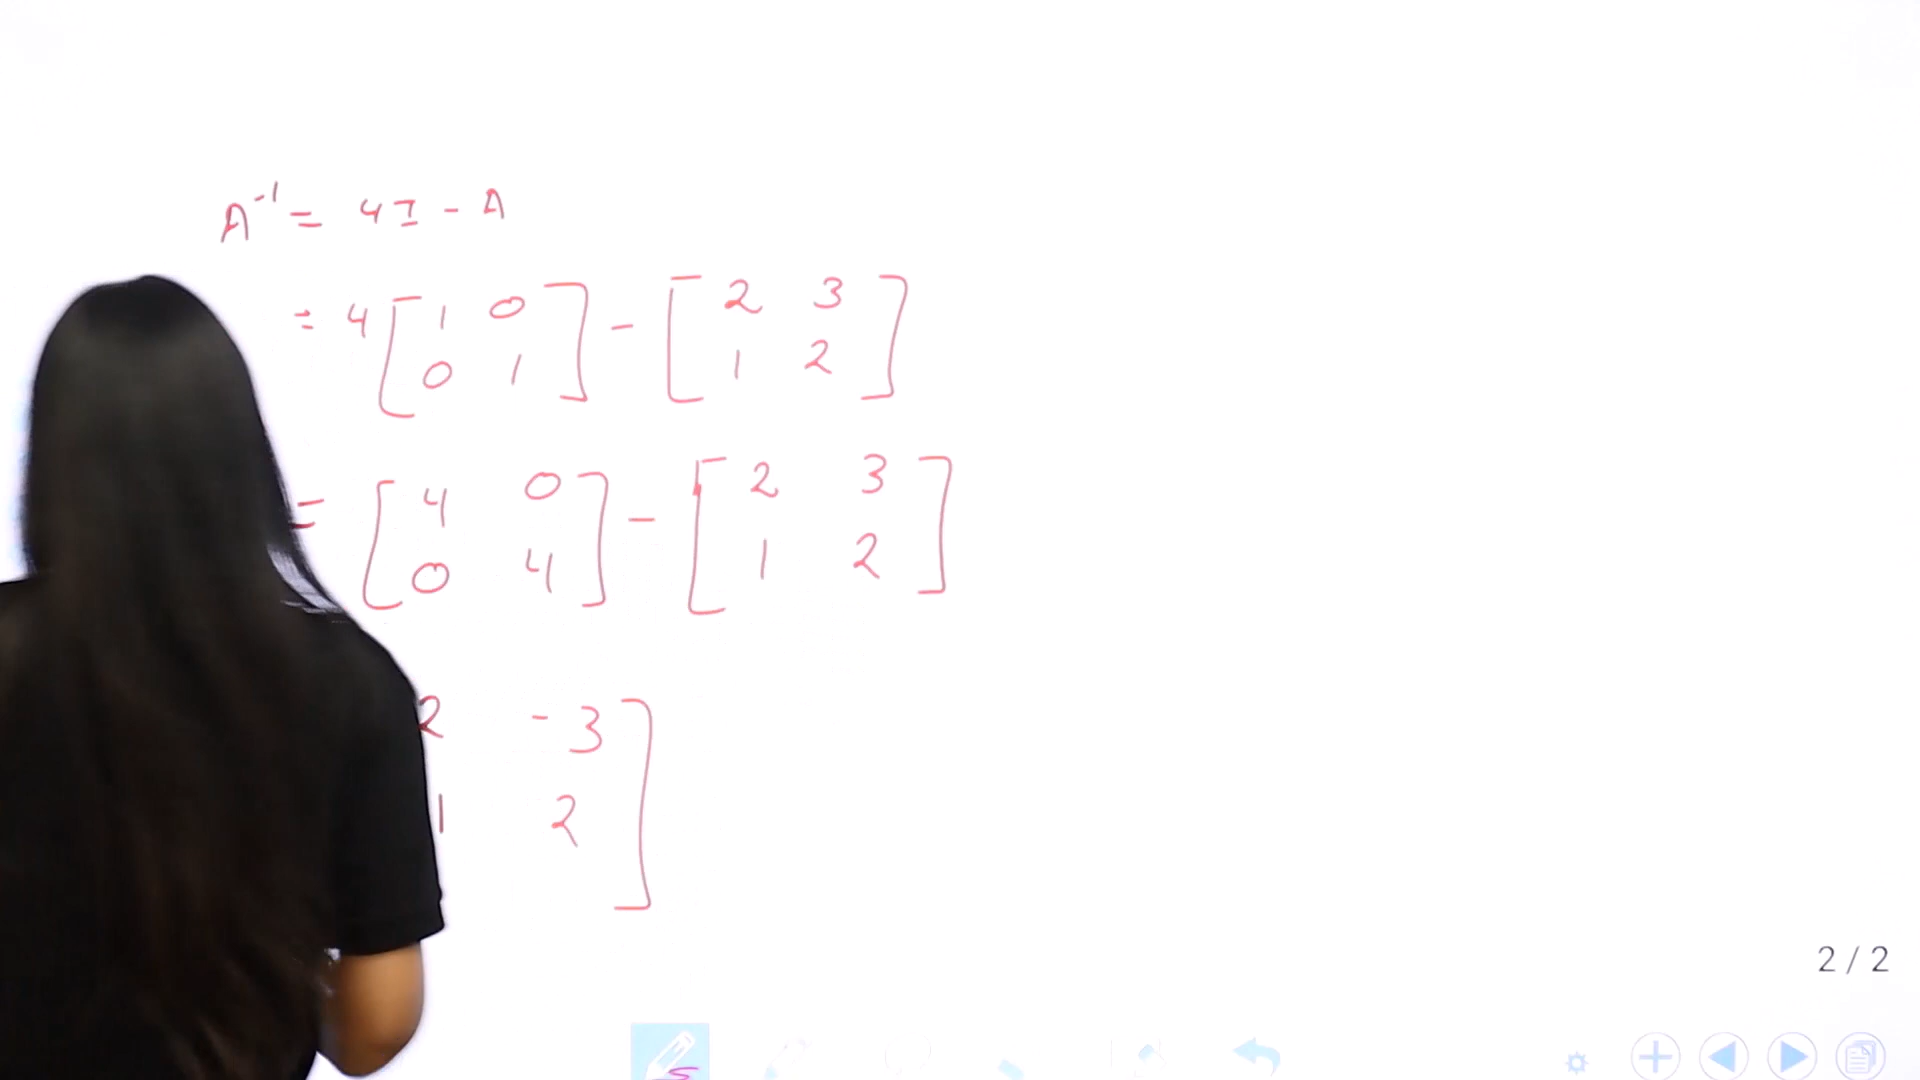 A⁻¹ = 4I - A
= 4 [ 1 0 ] - [ 2 3 ]
[ 0 1 ] [ 1 2 ]
= [ 4 0 ] - [ 2 3 ]
[ 0 4 ] [ 1 2 ]
2 -3 ]
1 2 ]
2 / 2